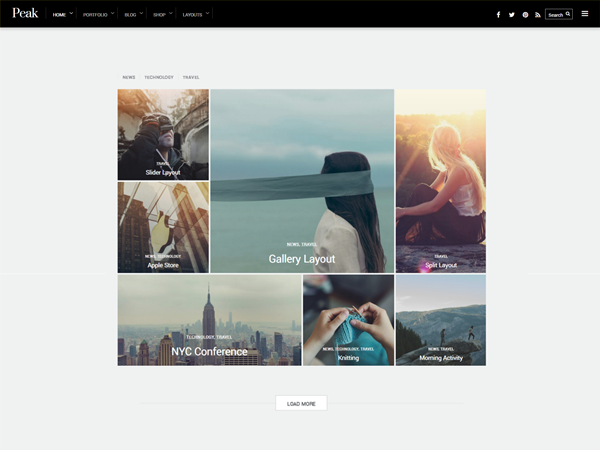 Peak HOME PORTFOLIO BLOG SHOP LAYOUTS Search
NEWS TECHNOLOGY TRAVEL
TRAVEL
Slider Layout
NEWS, TECHNOLOGY
Apple Store
NEWS, TRAVEL
Gallery Layout
TRAVEL
Split Layout
TECHNOLOGY, TRAVEL
NYC Conference
NEWS, TECHNOLOGY, TRAVEL
Knitting
NEWS, TRAVEL
Morning Activity
LOAD MORE